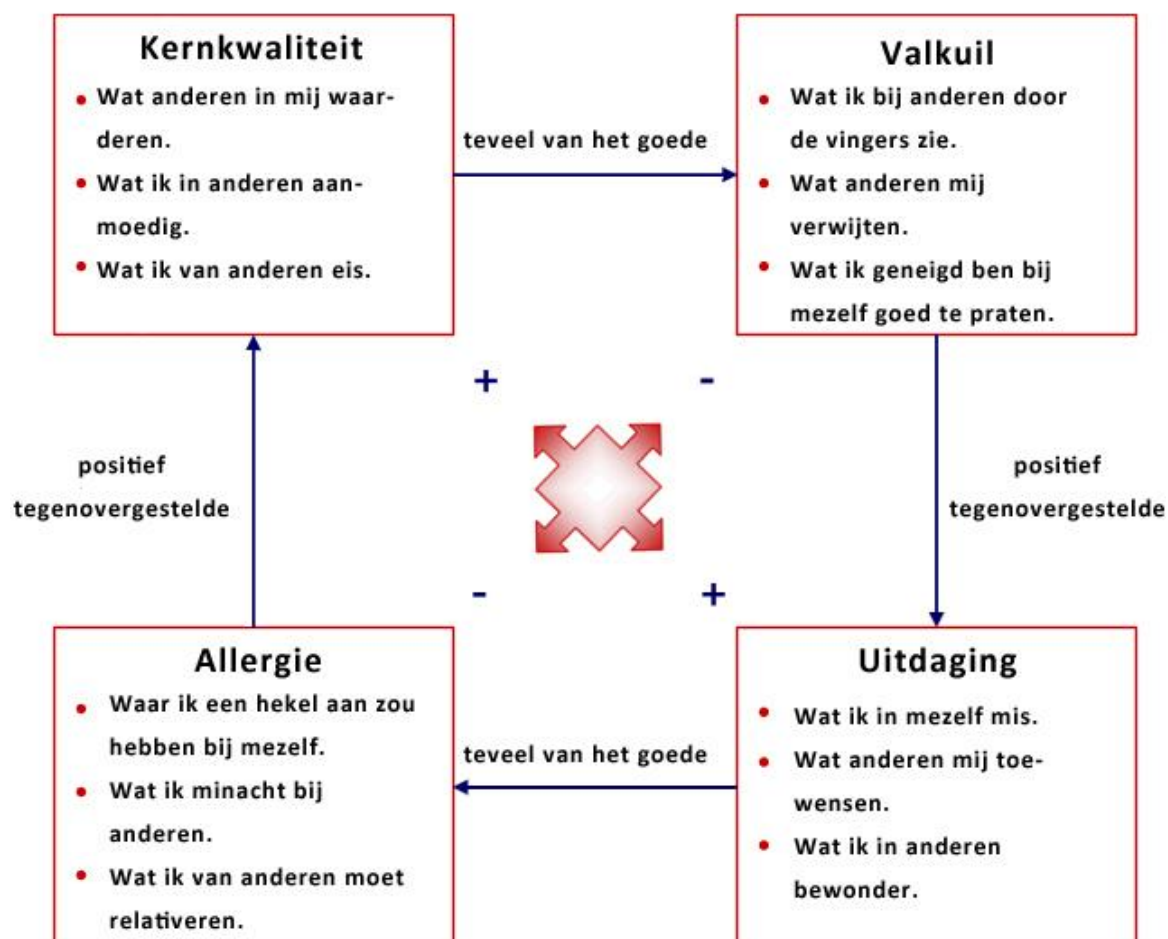 Kernkwaliteit
Wat anderen in mij waar-
deren.
Wat ik in anderen aan-
moedig.
Wat ik van anderen eis.
teveel van het goede
Valkuil
Wat ik bij anderen door
de vingers zie.
Wat anderen mij
verwijten.
Wat ik geneigd ben bij
mezelf goed te praten.
+
-
positief
tegenovergestelde
positief
tegenovergestelde
-
+
Allergie
Waar ik een hekel aan zou
hebben bij mezelf.
Wat ik minacht bij
anderen.
Wat ik van anderen moet
relativeren.
teveel van het goede
Uitdaging
Wat ik in mezelf mis.
Wat anderen mij toe-
wensen.
Wat ik in anderen
bewonder.